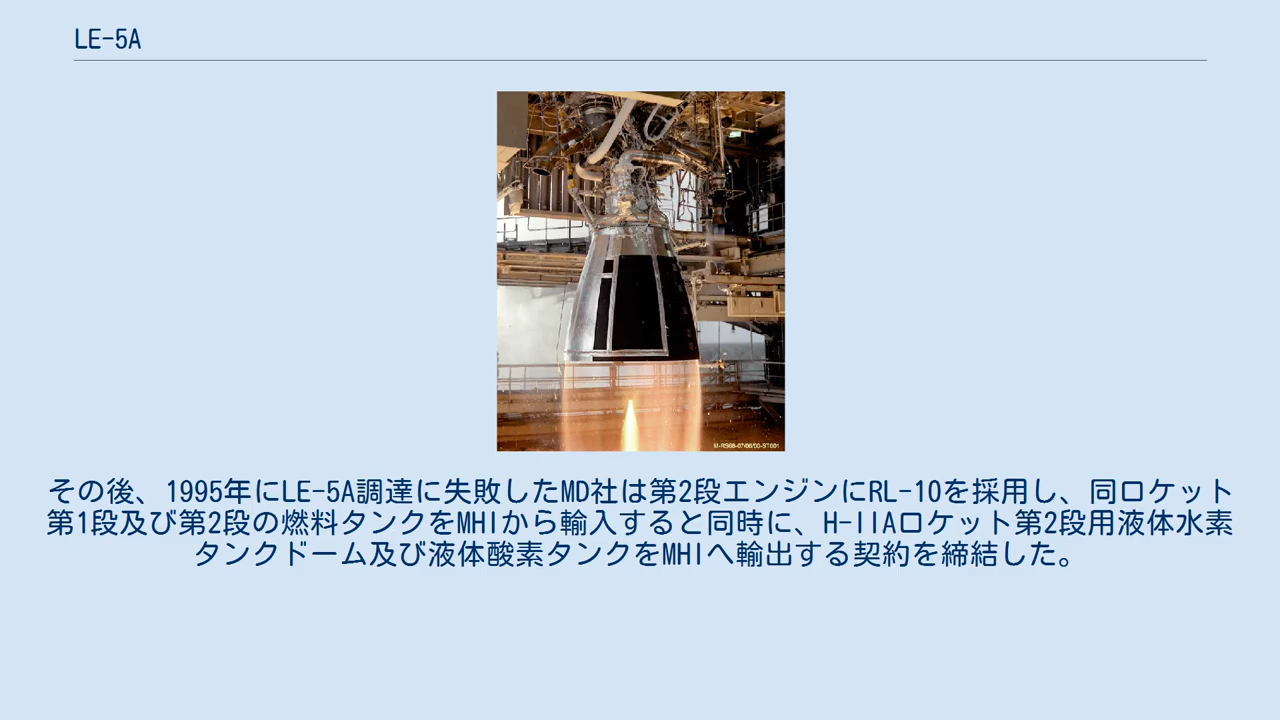 LE-5A
M-RS68-07/06/00-ST001
その後、1995年にLE-5A調達に失敗したMD社は第2段エンジンにRL-10を採用し、同ロケット
第1段及び第2段の燃料タンクをMHIから輸入すると同時に、H-IIAロケット第2段用液体水素
タンクドーム及び液体酸素タンクをMHIへ輸出する契約を締結した。